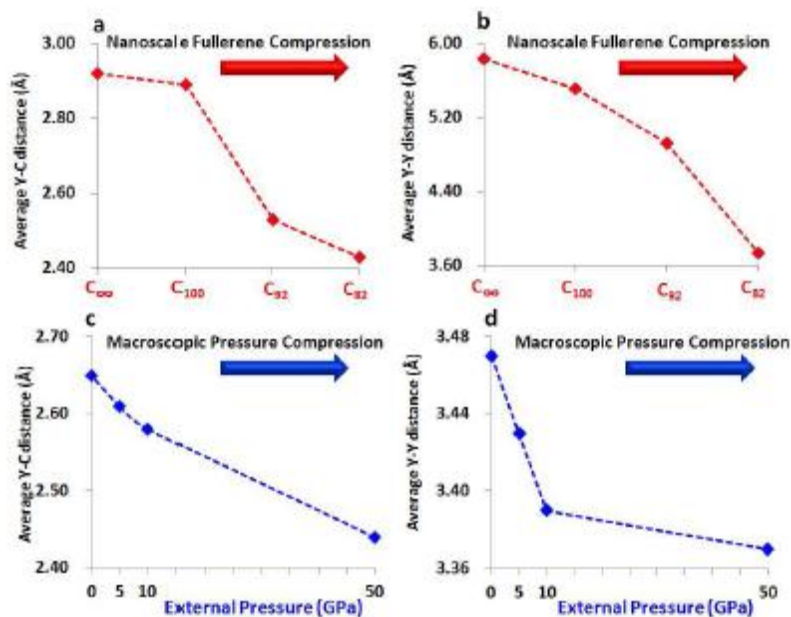 a
Nanoscale Fullerene Compression
Average Y-C distance (Å)
3.00
2.80
2.60
2.40
C∞
C100
C92
C82
b
Nanoscale Fullerene Compression
Average Y-Y distance (Å)
6.00
5.20
4.40
3.60
C∞
C100
C92
C82
c
Macroscopic Pressure Compression
Average Y-C distance (Å)
2.70
2.60
2.50
2.40
0
5
10
50
External Pressure (GPa)
d
Macroscopic Pressure Compression
Average Y-Y distance (Å)
3.48
3.44
3.40
3.36
0
5
10
50
External Pressure (GPa)